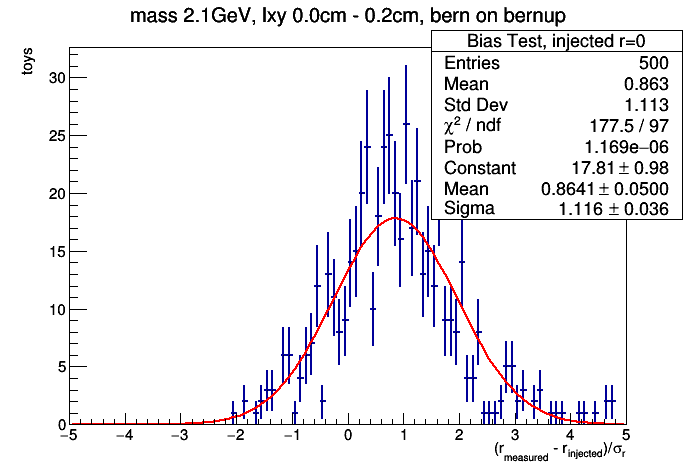 mass 2.1GeV, lxy 0.0cm - 0.2cm, bern on bernup
Bias Test, injected r=0
Entries 500
Mean 0.863
Std Dev 1.113
χ² / ndf 177.5 / 97
Prob 1.169e−06
Constant 17.81 ± 0.98
Mean 0.8641 ± 0.0500
Sigma 1.116 ± 0.036
toys
30
25
20
15
10
5
0
−5 −4 −3 −2 −1 0 1 2 3 4 5
(r_measured - r_injected)/σ_r